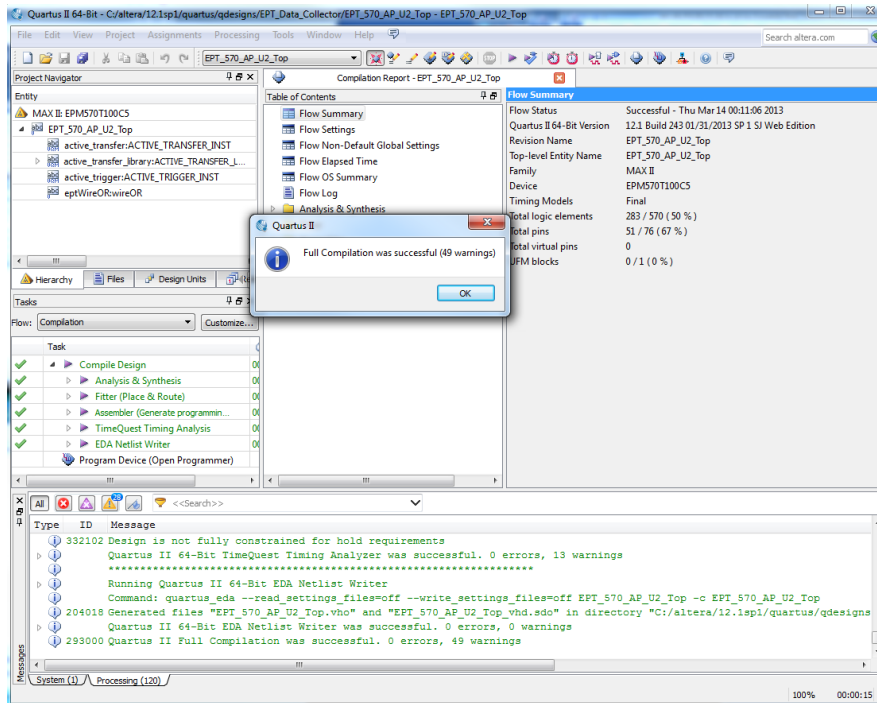 Quartus II 64-Bit - C:/altera/12.1sp1/quartus/qdesigns/EPT_Data_Collector/EPT_570_AP_U2_Top - EPT_570_AP_U2_Top
File Edit View Project Assignments Processing Tools Window Help
Search altera.com
EPT_570_AP_U2_Top
Project Navigator
Entity
MAX II: EPM570T100C5
EPT_570_AP_U2_Top
active_transfer:ACTIVE_TRANSFER_INST
active_transfer_library:ACTIVE_TRANSFER_L...
active_trigger:ACTIVE_TRIGGER_INST
eptWireOR:wireOR
Hierarchy Files Design Units
Tasks
Flow: Compilation Customize...
Task
Compile Design 00
Analysis & Synthesis 00
Fitter (Place & Route) 00
Assembler (Generate programmin... 00
TimeQuest Timing Analysis 00
EDA Netlist Writer 00
Program Device (Open Programmer)
Compilation Report - EPT_570_AP_U2_Top
Table of Contents
Flow Summary
Flow Settings
Flow Non-Default Global Settings
Flow Elapsed Time
Flow OS Summary
Flow Log
Analysis & Synthesis
Flow Summary
Flow Status Successful - Thu Mar 14 00:11:06 2013
Quartus II 64-Bit Version 12.1 Build 243 01/31/2013 SP 1 SJ Web Edition
Revision Name EPT_570_AP_U2_Top
Top-level Entity Name EPT_570_AP_U2_Top
Family MAX II
Device EPM570T100C5
Timing Models Final
Total logic elements 283 / 570 ( 50 % )
Total pins 51 / 76 ( 67 % )
Total virtual pins 0
UFM blocks 0 / 1 ( 0 % )
Quartus II
Full Compilation was successful (49 warnings)
OK
All 28 <<Search>>
Type ID Message
332102 Design is not fully constrained for hold requirements
Quartus II 64-Bit TimeQuest Timing Analyzer was successful. 0 errors, 13 warnings
*******************************************************************
Running Quartus II 64-Bit EDA Netlist Writer
Command: quartus_eda --read_settings_files=off --write_settings_files=off EPT_570_AP_U2_Top -c EPT_570_AP_U2_Top
204018 Generated files "EPT_570_AP_U2_Top.vho" and "EPT_570_AP_U2_Top_vhd.sdo" in directory "C:/altera/12.1sp1/quartus/qdesigns
Quartus II 64-Bit EDA Netlist Writer was successful. 0 errors, 0 warnings
293000 Quartus II Full Compilation was successful. 0 errors, 49 warnings
Messages
System (1) Processing (120)
100% 00:00:15